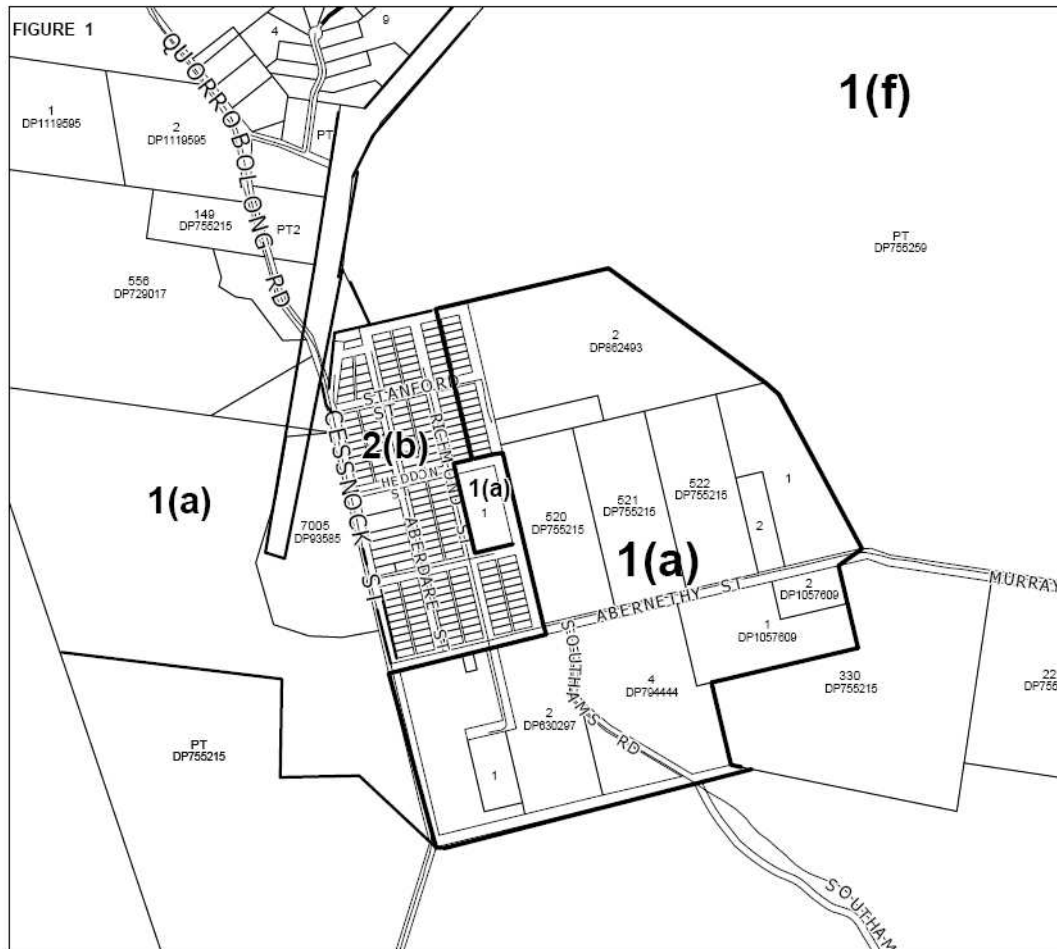 FIGURE 1
4
9
QUORROBOLONG RD
1(f)
1
DP1119595
2
DP1119595
PT
149
DP755215
PT2
PT
DP755259
556
DP729017
2
DP862493
STANFORD
ST
RICHMOND ST
2(b)
CESSNOCK ST
HEDDON
S
1(a)
1(a)
1
7005
DP93585
ABERDARE ST
520
DP755215
521
DP755215
522
DP755215
1
2
1(a)
ABERNETHY ST
MURRAY
2
DP1057609
1
DP1057609
SOUTHAMS RD
4
DP794444
330
DP755215
22
DP755
2
DP630297
1
PT
DP755215
SOUTHAM